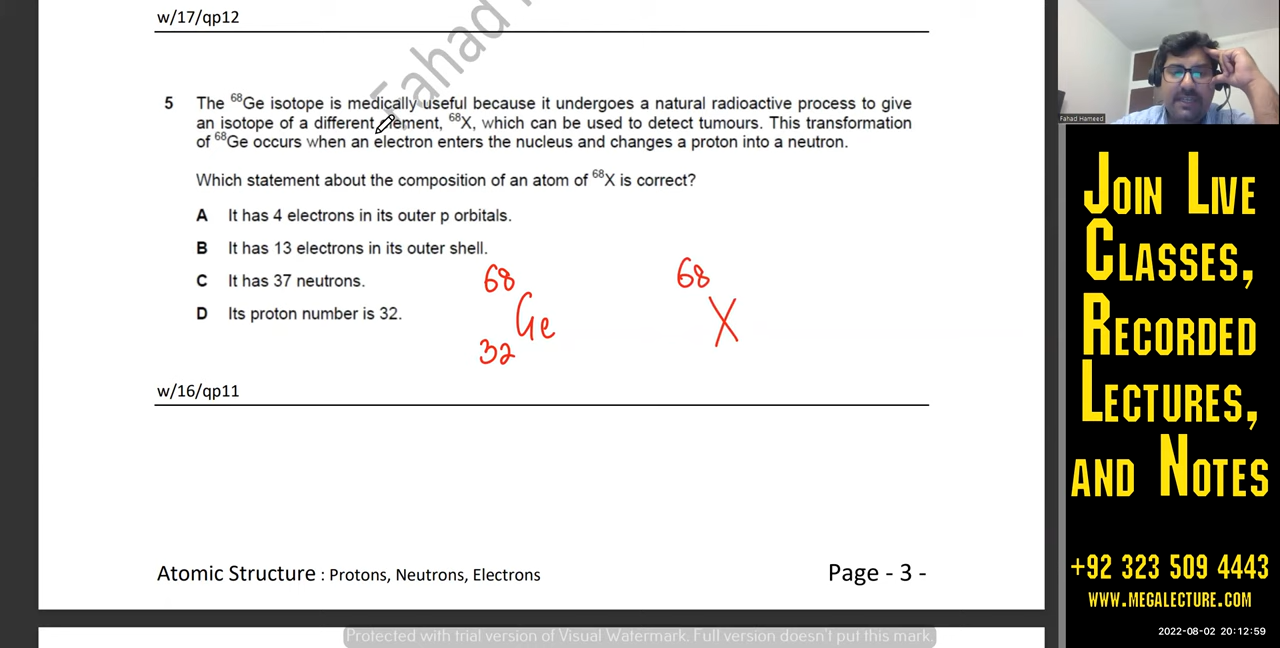 w/17/qp12
Fahad
5 The ⁶⁸Ge isotope is medically useful because it undergoes a natural radioactive process to give
an isotope of a different element, ⁶⁸X, which can be used to detect tumours. This transformation
of ⁶⁸Ge occurs when an electron enters the nucleus and changes a proton into a neutron.
Which statement about the composition of an atom of ⁶⁸X is correct?
A It has 4 electrons in its outer p orbitals.
B It has 13 electrons in its outer shell.
C It has 37 neutrons.
D Its proton number is 32.
68
Ge
32
68
X
w/16/qp11
Atomic Structure : Protons, Neutrons, Electrons
Page - 3 -
Protected with trial version of Visual Watermark. Full version doesn't put this mark.
Fahad Hameed
JOIN LIVE
CLASSES,
RECORDED
LECTURES,
AND NOTES
+92 323 509 4443
WWW.MEGALECTURE.COM
2022-08-02 20:12:59